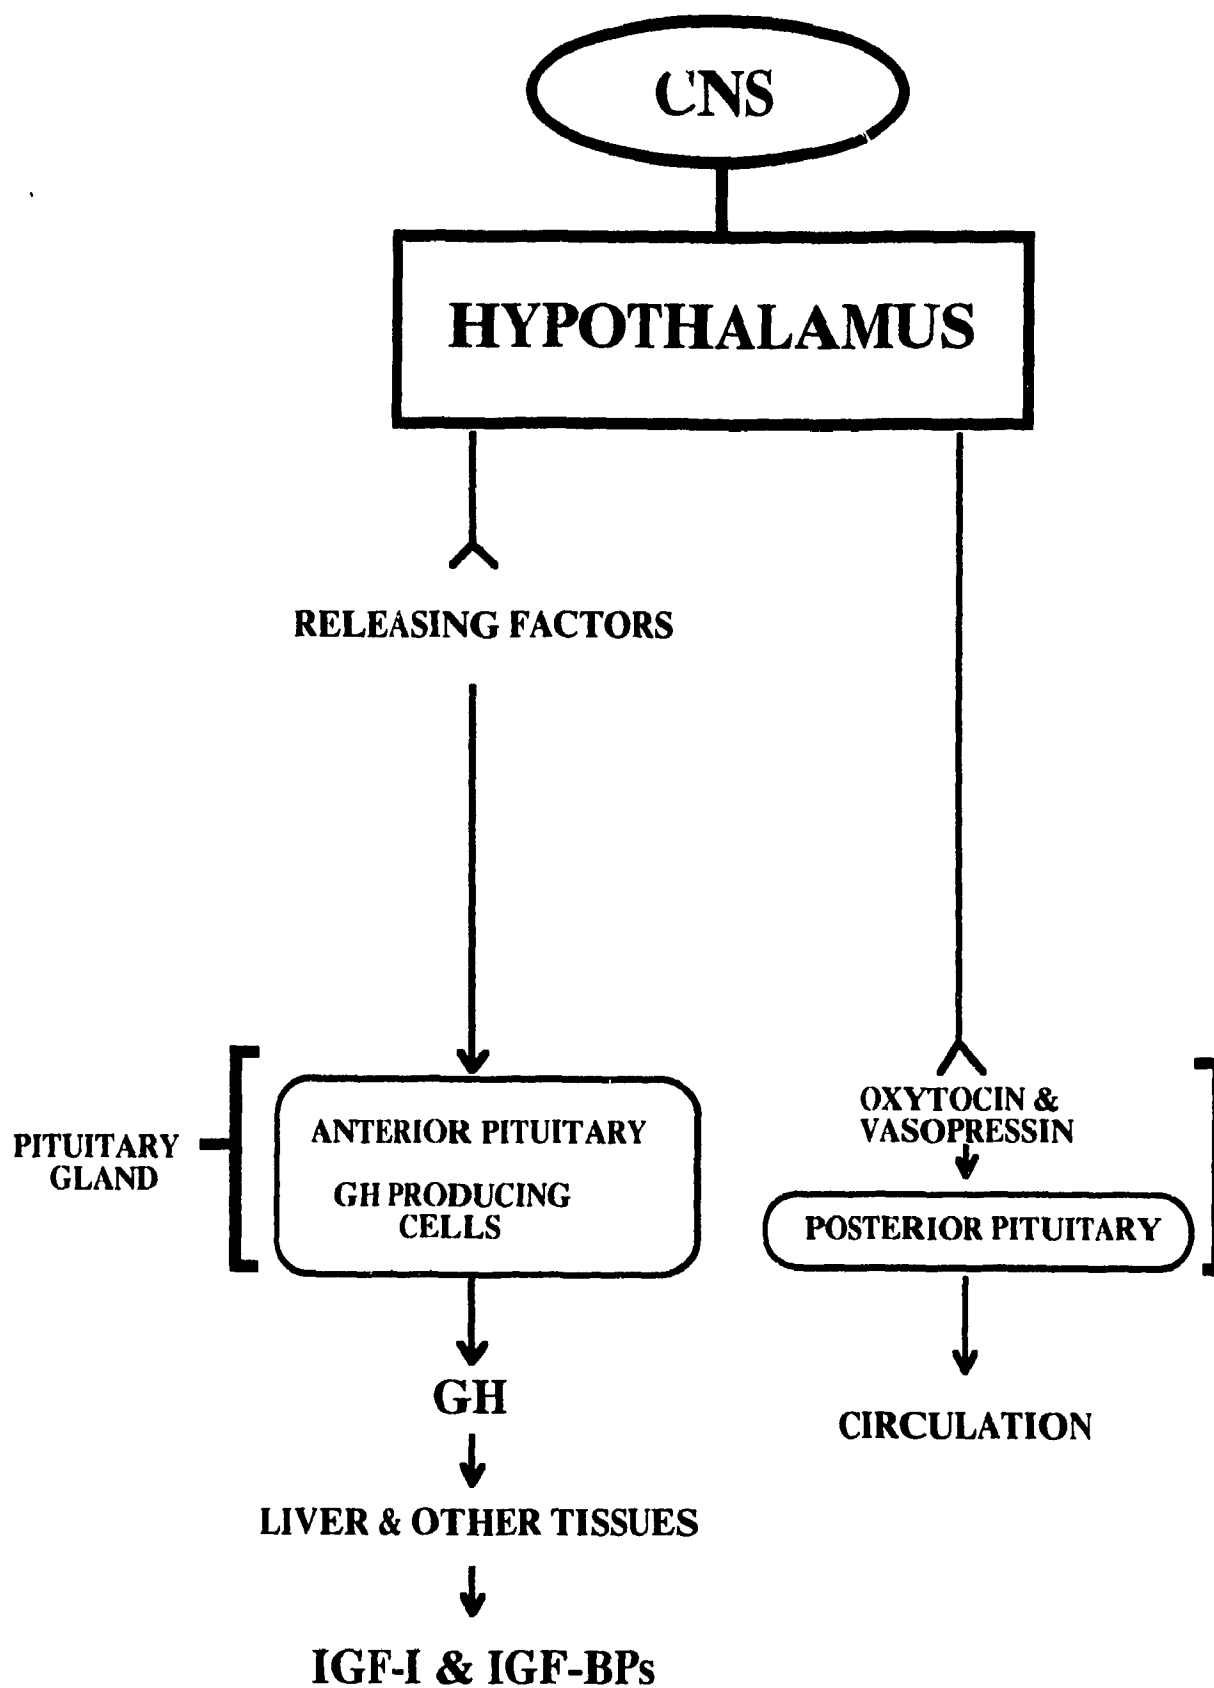 CNS
HYPOTHALAMUS
RELEASING FACTORS
PITUITARY
GLAND
ANTERIOR PITUITARY
GH PRODUCING
CELLS
OXYTOCIN &
VASOPRESSIN
POSTERIOR PITUITARY
GH
CIRCULATION
LIVER & OTHER TISSUES
IGF-I & IGF-BPs